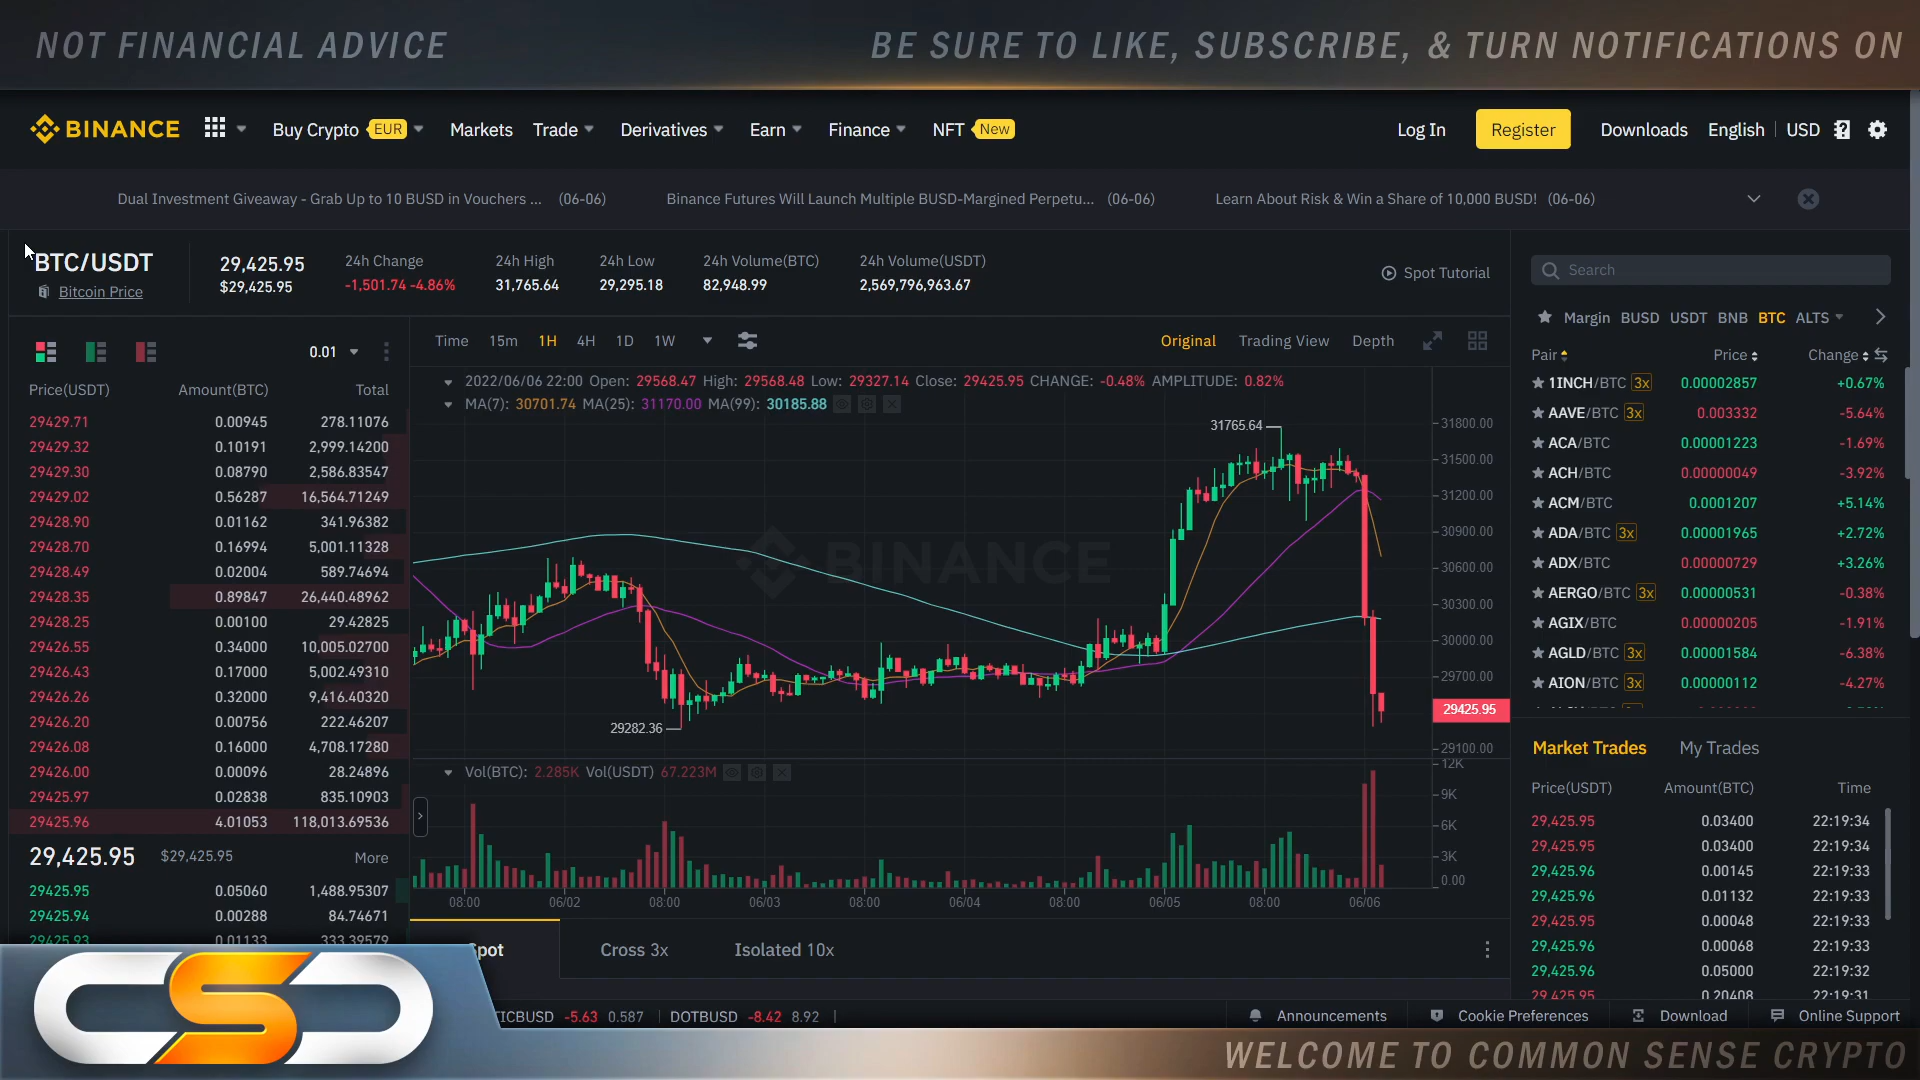 NOT FINANCIAL ADVICE
BE SURE TO LIKE, SUBSCRIBE, & TURN NOTIFICATIONS ON
BINANCE
Buy Crypto EUR Markets Trade Derivatives Earn Finance NFT New
Log In Register Downloads English USD
Dual Investment Giveaway - Grab Up to 10 BUSD in Vouchers ... (06-06)
Binance Futures Will Launch Multiple BUSD-Margined Perpetu... (06-06)
Learn About Risk & Win a Share of 10,000 BUSD! (06-06)
BTC/USDT
Bitcoin Price
29,425.95
$29,425.95
24h Change
-1,501.74 -4.86%
24h High
31,765.64
24h Low
29,295.18
24h Volume(BTC)
82,948.99
24h Volume(USDT)
2,569,796,963.67
Spot Tutorial
0.01
Price(USDT) Amount(BTC) Total
29429.71 0.00945 278.11076
29429.32 0.10191 2,999.14200
29429.30 0.08790 2,586.83547
29429.02 0.56287 16,564.71249
29428.90 0.01162 341.96382
29428.70 0.16994 5,001.11328
29428.49 0.02004 589.74694
29428.35 0.89847 26,440.48962
29428.25 0.00100 29.42825
29426.55 0.34000 10,005.02700
29426.43 0.17000 5,002.49310
29426.26 0.32000 9,416.40320
29426.20 0.00756 222.46207
29426.08 0.16000 4,708.17280
29426.00 0.00096 28.24896
29425.97 0.02838 835.10903
29425.96 4.01053 118,013.69536
29,425.95 $29,425.95 More
29425.95 0.05060 1,488.95307
29425.94 0.00288 84.74671
29425.93 0.01133 333.39579
Time 15m 1H 4H 1D 1W
Original Trading View Depth
2022/06/06 22:00 Open: 29568.47 High: 29568.48 Low: 29327.14 Close: 29425.95 CHANGE: -0.48% AMPLITUDE: 0.82%
MA(7): 30701.74 MA(25): 31170.00 MA(99): 30185.88
31765.64
29282.36
BINANCE
31800.00
31500.00
31200.00
30900.00
30600.00
30300.00
30000.00
29700.00
29425.95
29100.00
Vol(BTC): 2.285K Vol(USDT) 67.223M
12K
9K
6K
3K
0.00
08:00 06/02 08:00 06/03 08:00 06/04 08:00 06/05 08:00 06/06
Spot Cross 3x Isolated 10x
Search
Margin BUSD USDT BNB BTC ALTS
Pair Price Change
1INCH/BTC 3x 0.00002857 +0.67%
AAVE/BTC 3x 0.003332 -5.64%
ACA/BTC 0.00001223 -1.69%
ACH/BTC 0.00000049 -3.92%
ACM/BTC 0.0001207 +5.14%
ADA/BTC 3x 0.00001965 +2.72%
ADX/BTC 0.00000729 +3.26%
AERGO/BTC 3x 0.00000531 -0.38%
AGIX/BTC 0.00000205 -1.91%
AGLD/BTC 3x 0.00001584 -6.38%
AION/BTC 3x 0.00000112 -4.27%
Market Trades My Trades
Price(USDT) Amount(BTC) Time
29,425.95 0.03400 22:19:34
29,425.95 0.03400 22:19:34
29,425.96 0.00145 22:19:33
29,425.96 0.01132 22:19:33
29,425.95 0.00048 22:19:33
29,425.96 0.00068 22:19:33
29,425.96 0.05000 22:19:32
29,425.95 0.20408 22:19:31
TICBUSD -5.63 0.587 DOTBUSD -8.42 8.92
Announcements Cookie Preferences Download Online Support
CSC
WELCOME TO COMMON SENSE CRYPTO